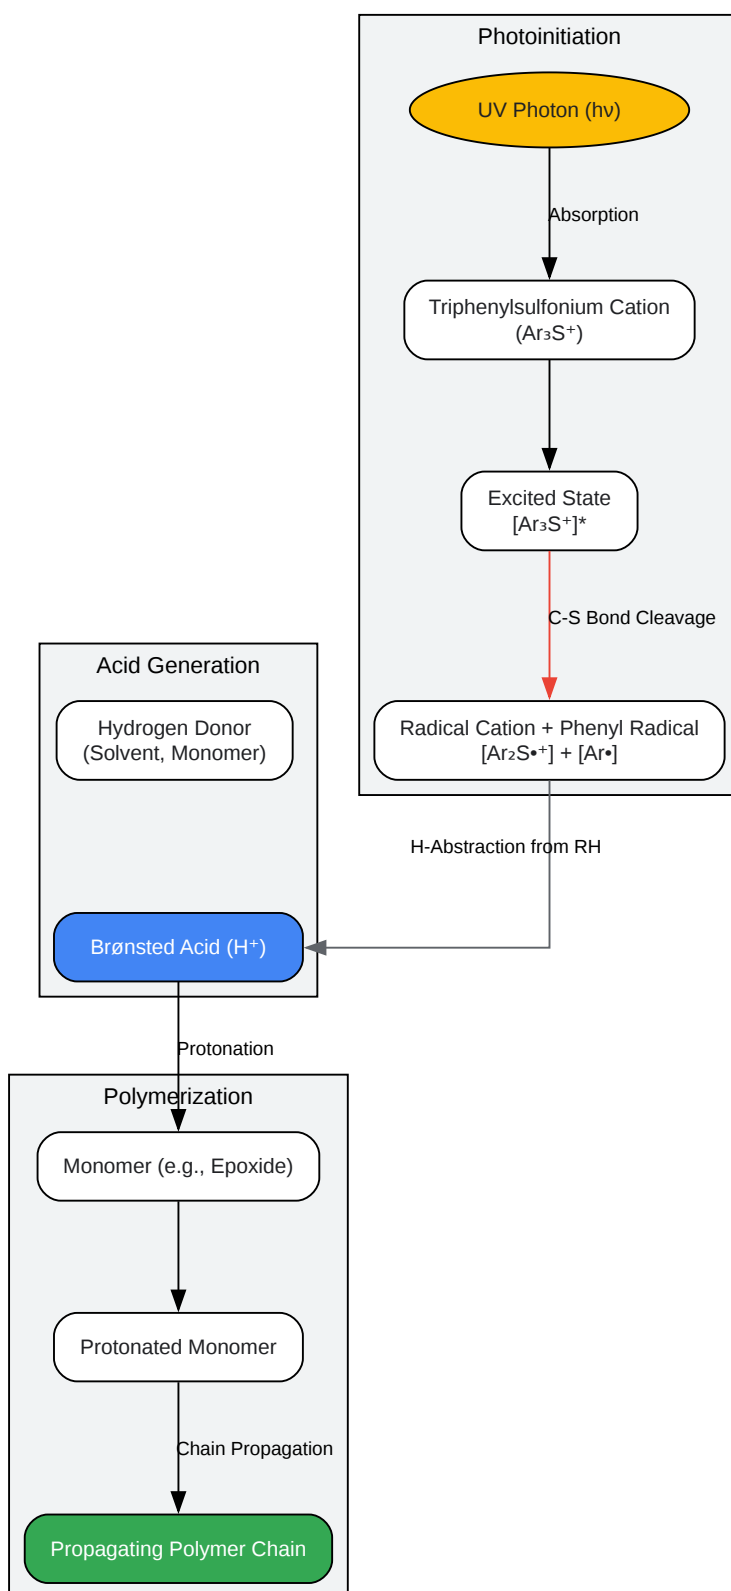 Photoinitiation
UV Photon (hν)
Absorption
Triphenylsulfonium Cation
(Ar₃S⁺)
Excited State
[Ar₃S⁺]*
C-S Bond Cleavage
Radical Cation + Phenyl Radical
[Ar₂S•⁺] + [Ar•]
H-Abstraction from RH
Acid Generation
Hydrogen Donor
(Solvent, Monomer)
Brønsted Acid (H⁺)
Protonation
Polymerization
Monomer (e.g., Epoxide)
Protonated Monomer
Chain Propagation
Propagating Polymer Chain